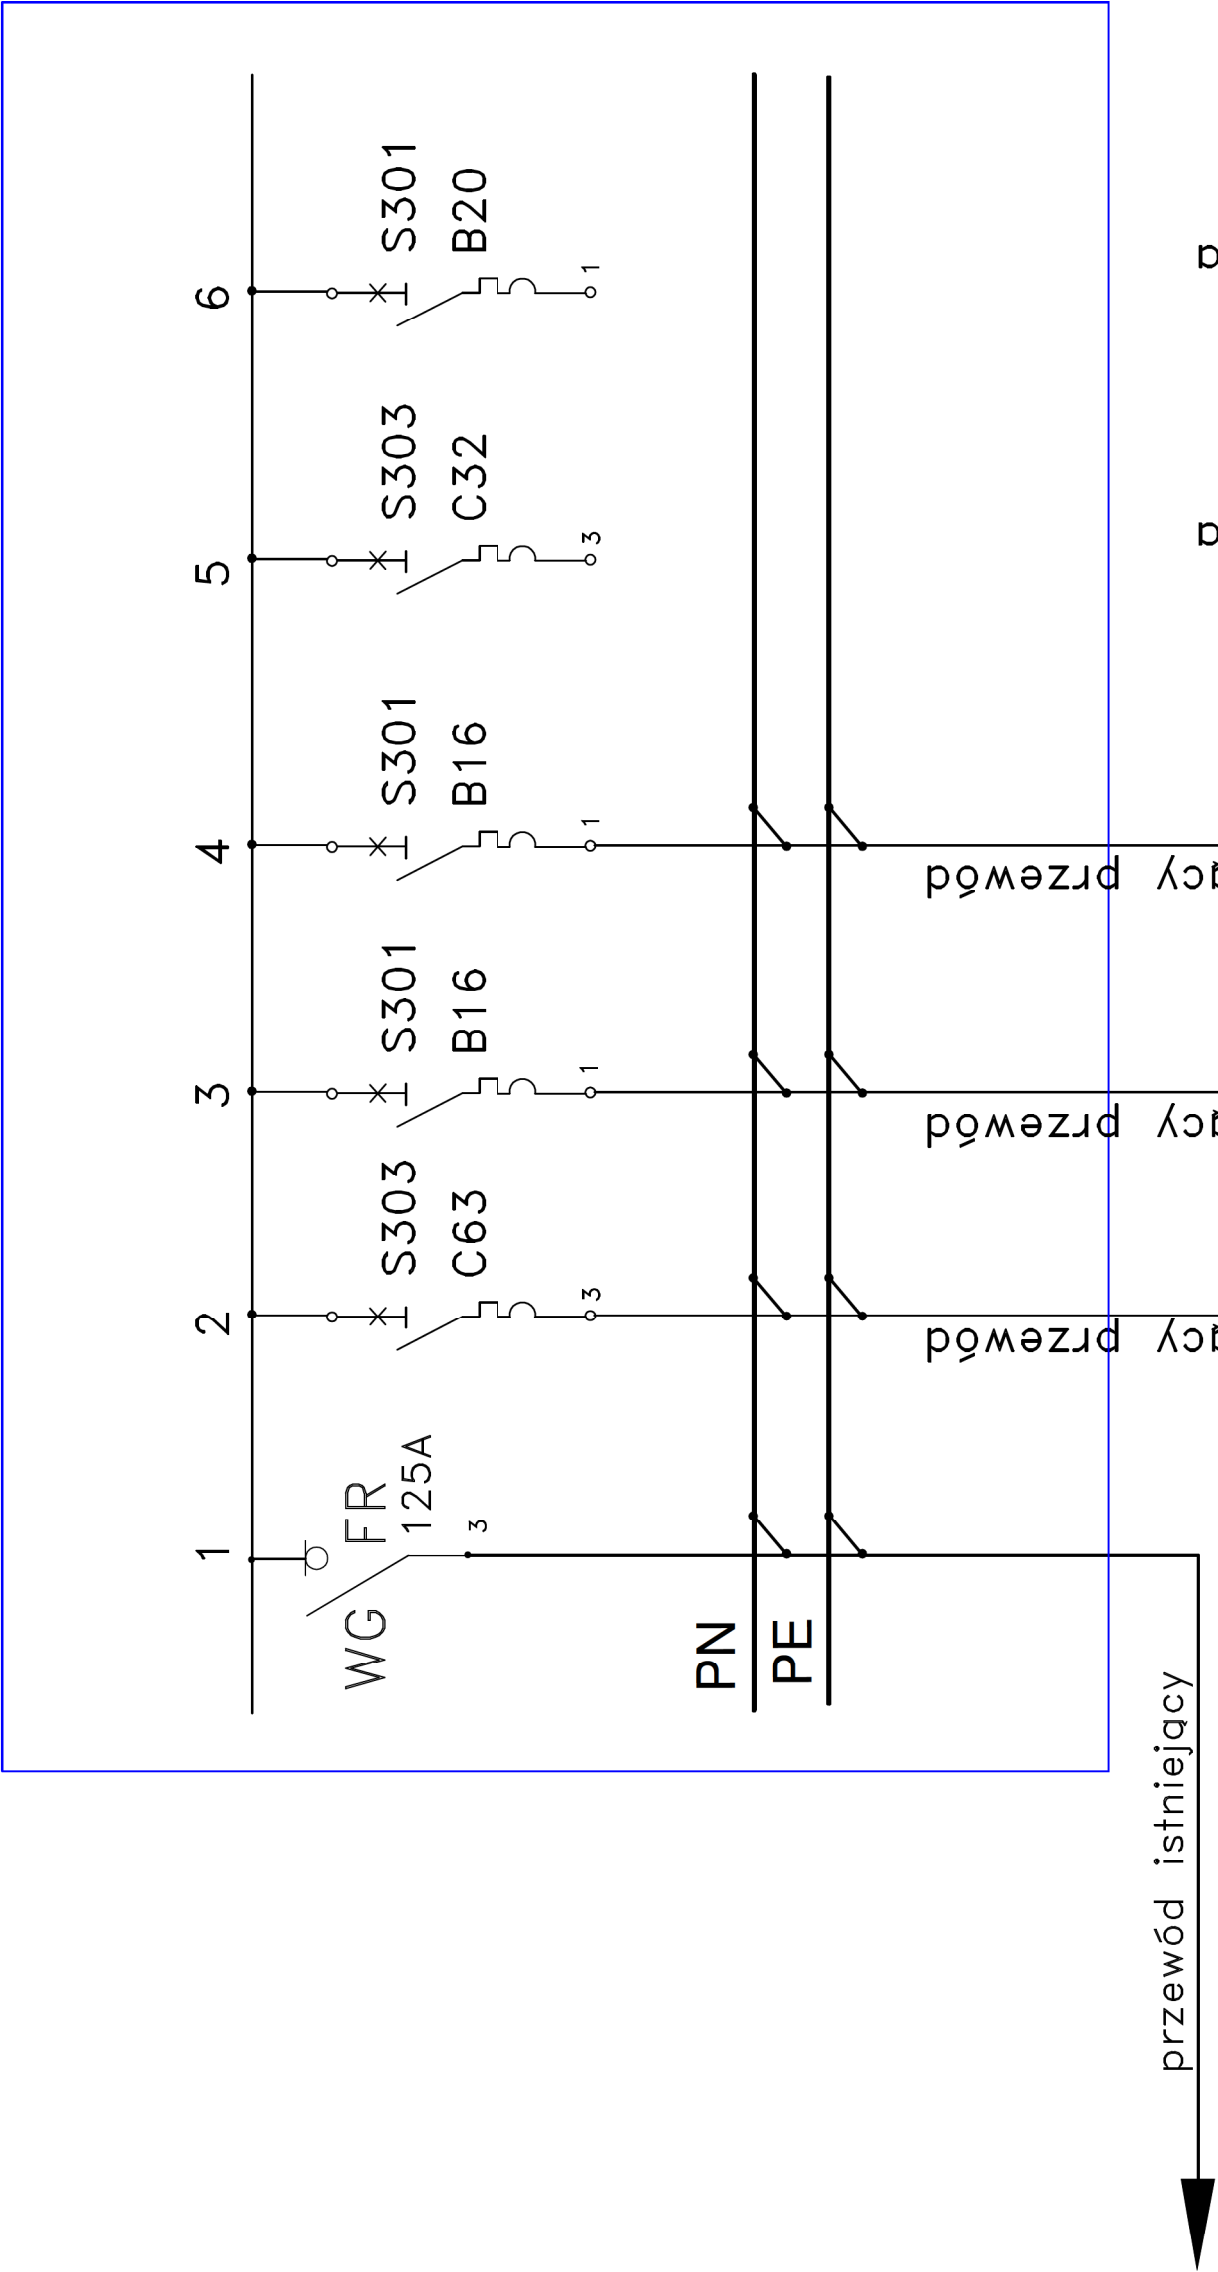 1
2
3
4
5
6
WG FR
125A
3
S303
C63
3
S301
B16
1
S301
B16
1
S303
C32
3
S301
B20
1
PN
PE
przewód
przewód
przewód
przewód istniejący